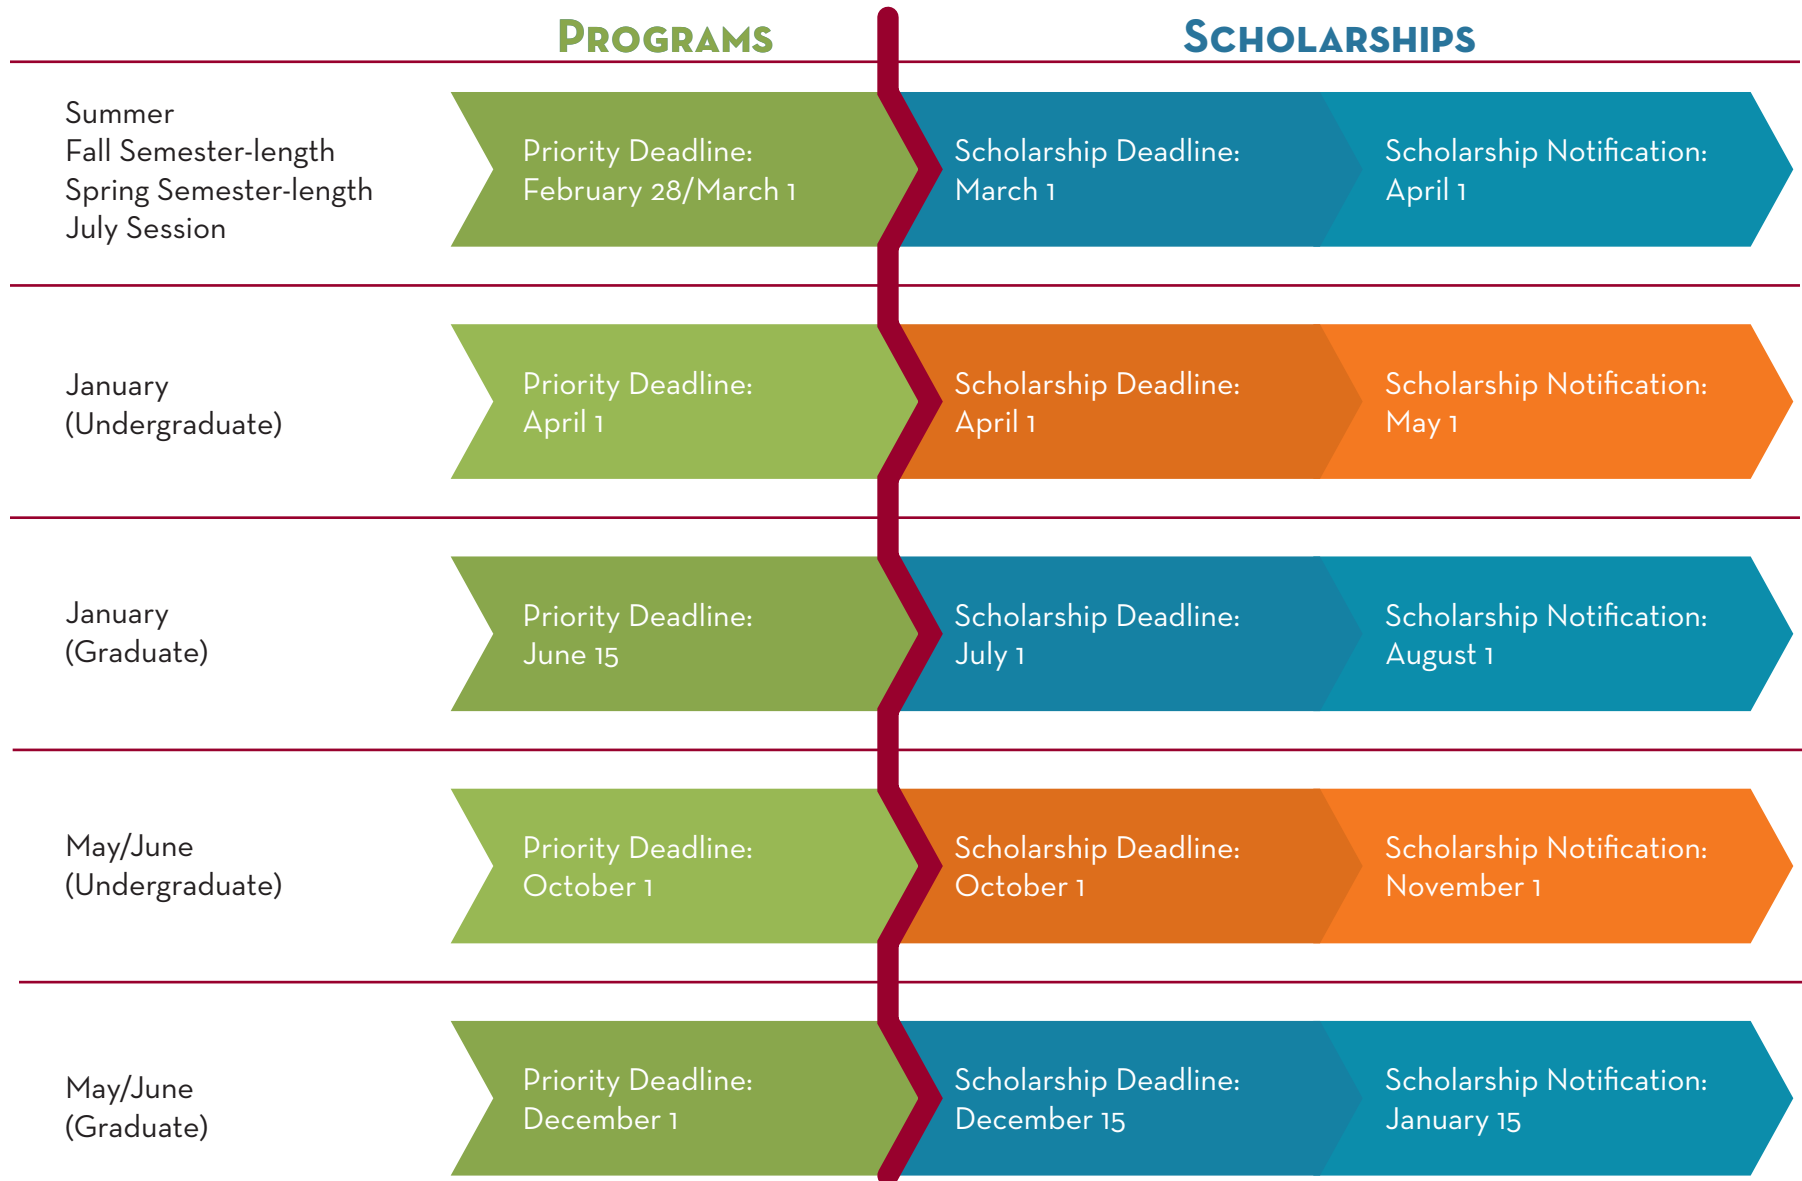 PROGRAMS
SCHOLARSHIPS
Summer
Fall Semester-length
Spring Semester-length
July Session
Priority Deadline:
February 28/March 1
Scholarship Deadline:
March 1
Scholarship Notification:
April 1
January
(Undergraduate)
Priority Deadline:
April 1
Scholarship Deadline:
April 1
Scholarship Notification:
May 1
January
(Graduate)
Priority Deadline:
June 15
Scholarship Deadline:
July 1
Scholarship Notification:
August 1
May/June
(Undergraduate)
Priority Deadline:
October 1
Scholarship Deadline:
October 1
Scholarship Notification:
November 1
May/June
(Graduate)
Priority Deadline:
December 1
Scholarship Deadline:
December 15
Scholarship Notification:
January 15